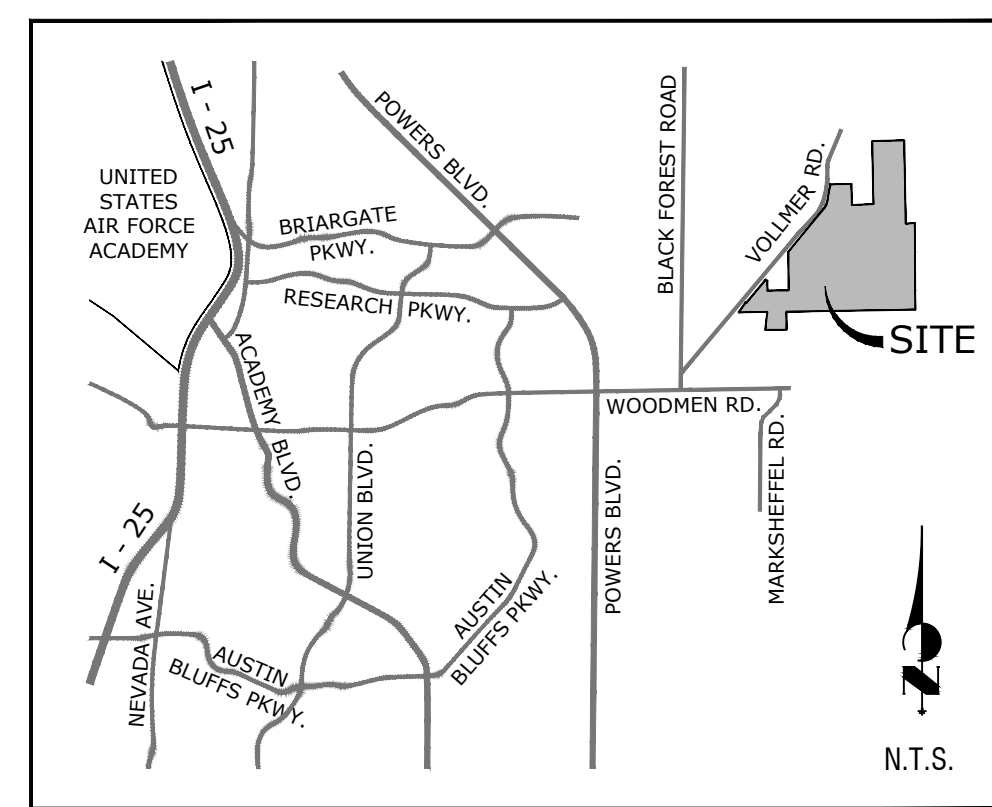 I - 25
POWERS BLVD.
BLACK FOREST ROAD
VOLLMER RD.
UNITED
STATES
AIR FORCE
ACADEMY
BRIARGATE
PKWY.
RESEARCH PKWY.
SITE
ACADEMY BLVD.
WOODMEN RD.
UNION BLVD.
POWERS BLVD.
MARKSHEFFEL RD.
I - 25
NEVADA AVE.
AUSTIN
BLUFFS PKWY.
AUSTIN
BLUFFS PKWY.
N
N.T.S.